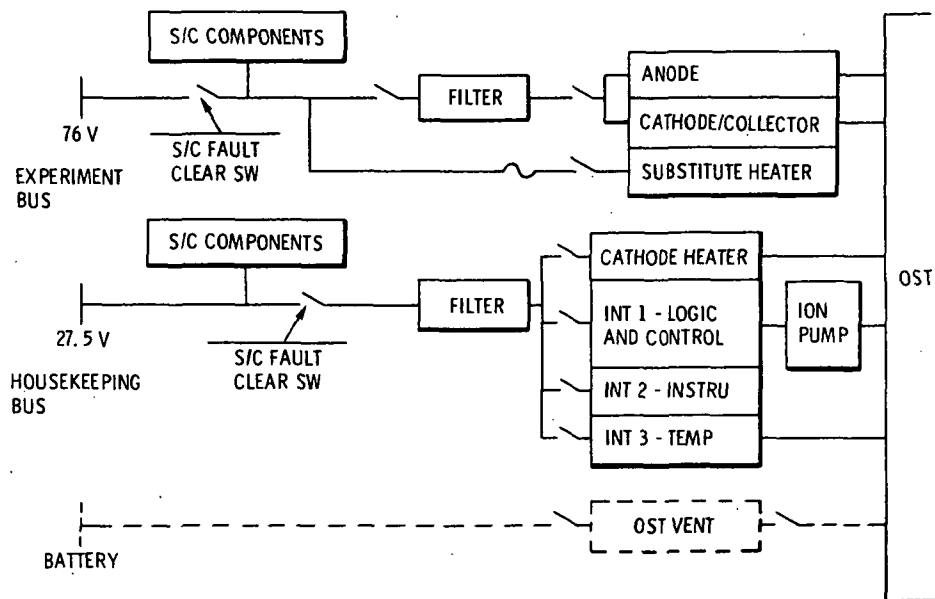 S/C COMPONENTS
76 V
EXPERIMENT
BUS
S/C FAULT
CLEAR SW
FILTER
ANODE
CATHODE/COLLECTOR
SUBSTITUTE HEATER
S/C COMPONENTS
27.5 V
HOUSEKEEPING
BUS
S/C FAULT
CLEAR SW
FILTER
CATHODE HEATER
INT 1 - LOGIC
AND CONTROL
INT 2 - INSTRU
INT 3 - TEMP
ION
PUMP
OST
BATTERY
OST VENT